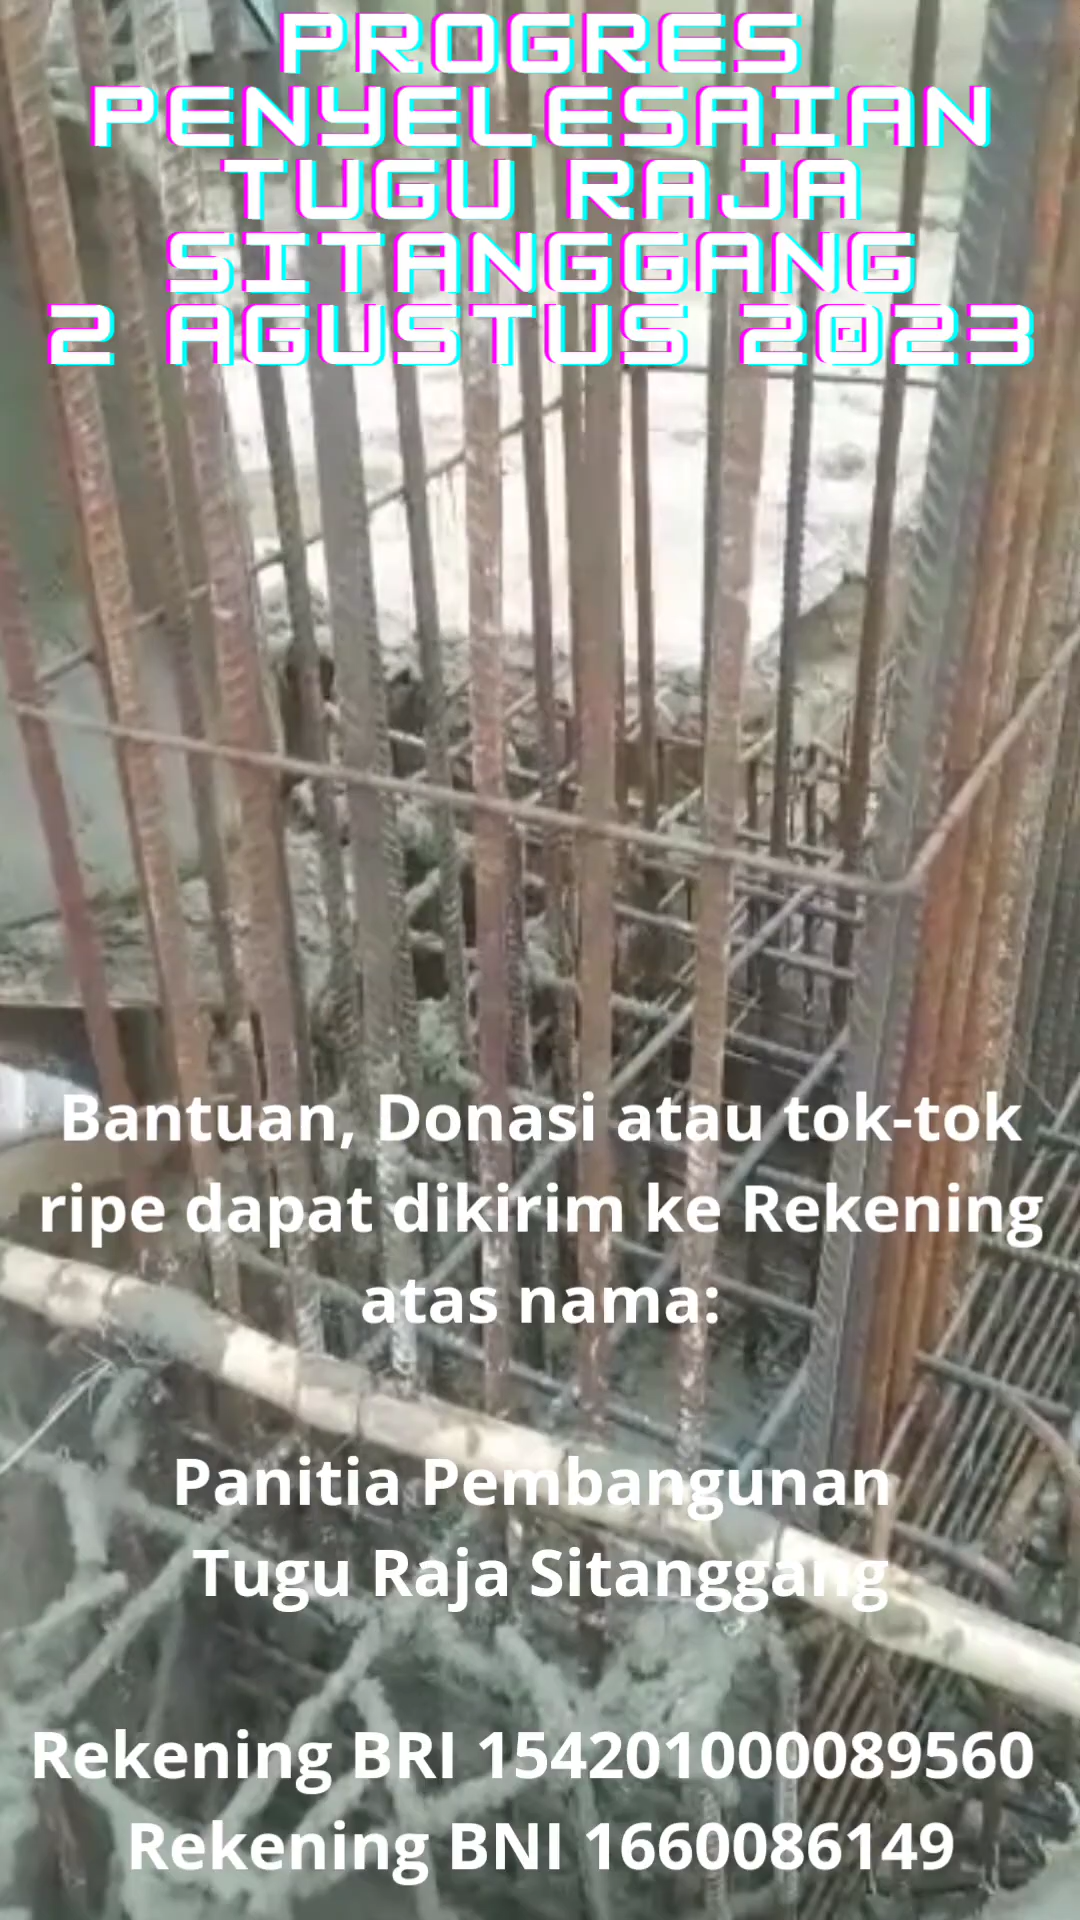 PROGRES
PENYELESAIAN
TUGU RAJA
SITANGGANG
2 AGUSTUS 2023
Bantuan, Donasi atau tok-tok
ripe dapat dikirim ke Rekening
atas nama:
Panitia Pembangunan
Tugu Raja Sitanggang
Rekening BRI 154201000089560
Rekening BNI 1660086149